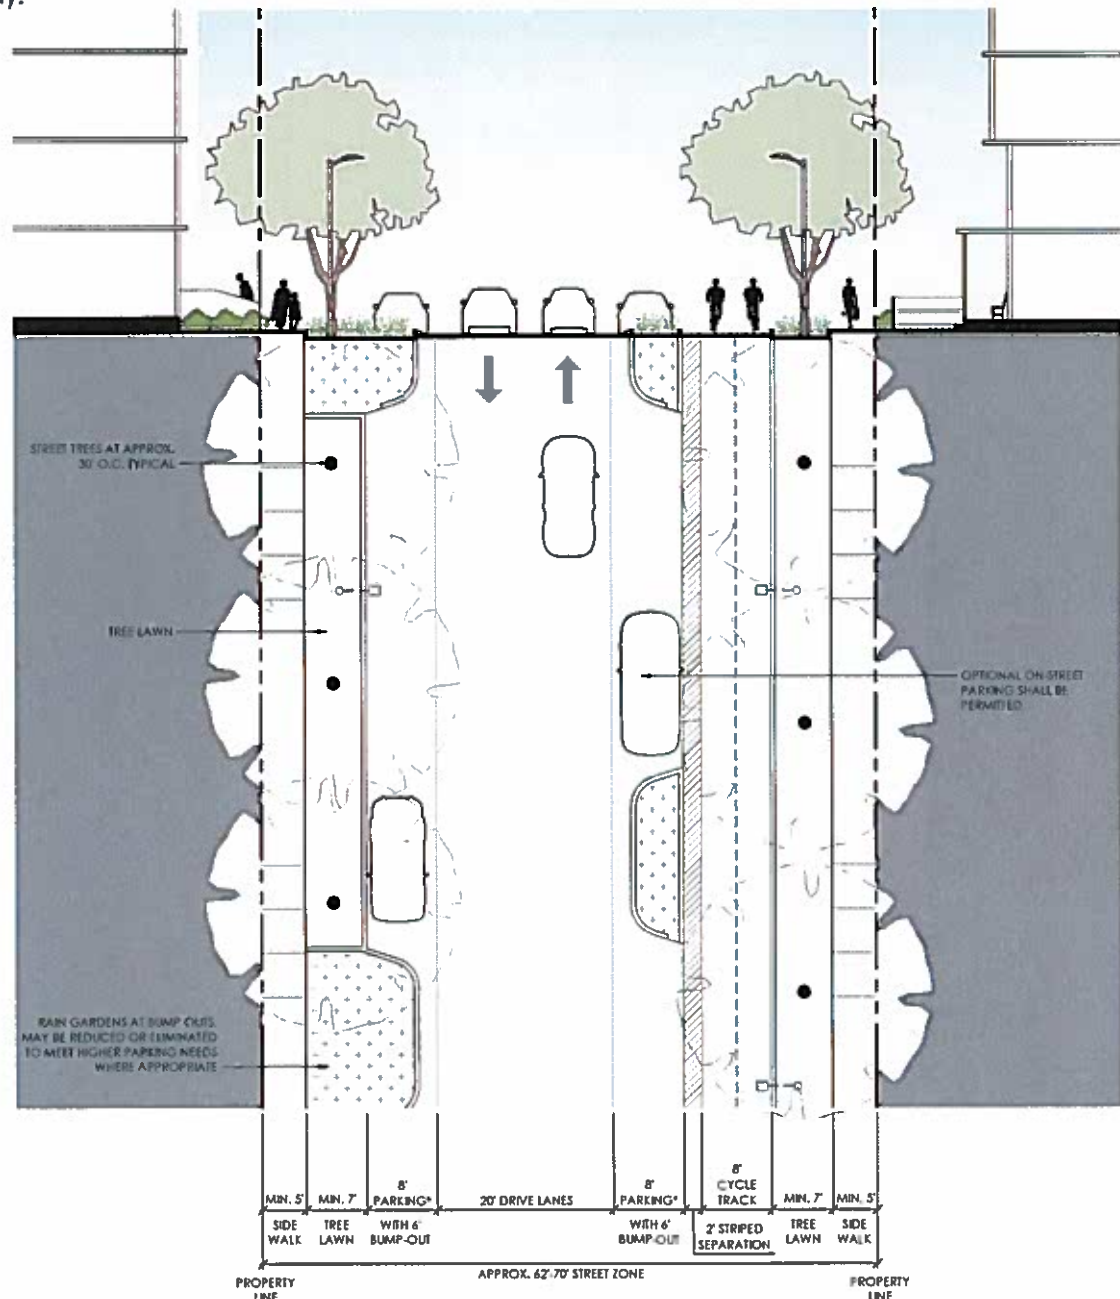 STREET TREES AT APPROX.
30' O.C. TYPICAL
TREE LAWN
OPTIONAL ON-STREET
PARKING SHALL BE
PERMITTED
RAIN GARDENS AT BUMP OUTS.
MAY BE REDUCED OR ELIMINATED
TO MEET HIGHER PARKING NEEDS
WHERE APPROPRIATE
MIN. 5'
SIDE
WALK
MIN. 7'
TREE
LAWN
8'
PARKING*
WITH 6'
BUMP-OUT
20' DRIVE LANES
8'
PARKING*
WITH 6'
BUMP-OUT
8'
CYCLE
TRACK
2' STRIPED
SEPARATION
MIN. 7'
TREE
LAWN
MIN. 5'
SIDE
WALK
APPROX. 62'-70' STREET ZONE
PROPERTY
LINE
PROPERTY
LINE